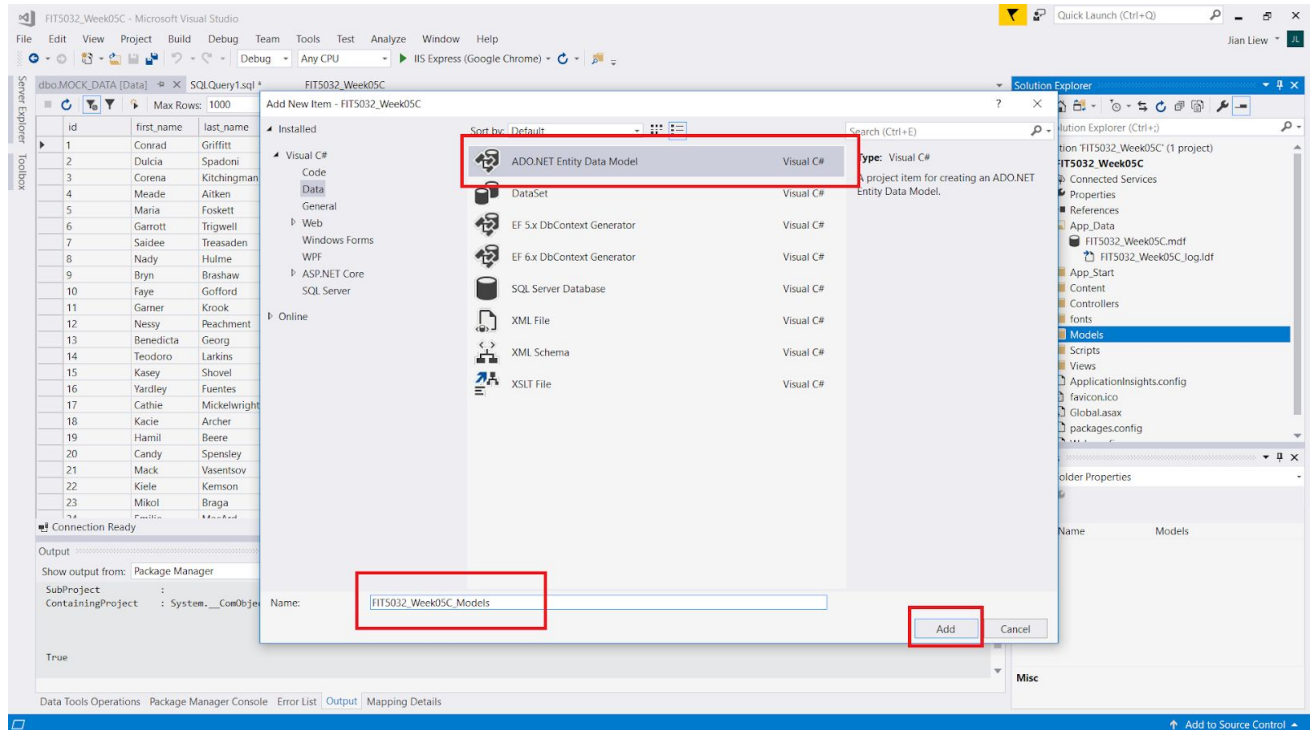 FIT5032_Week05C - Microsoft Visual Studio
Quick Launch (Ctrl+Q)
File Edit View Project Build Debug Team Tools Test Analyze Window Help
Jian Liew JL
Debug Any CPU IIS Express (Google Chrome)
Server Explorer
Toolbox
dbo.MOCK_DATA [Data] SQLQuery1.sql * FIT5032_Week05C
Max Rows: 1000
id first_name last_name
1 Conrad Griffitt
2 Dulcia Spadoni
3 Corena Kitchingman
4 Meade Aitken
5 Maria Foskett
6 Garrott Trigwell
7 Saidee Treasaden
8 Nady Hulme
9 Bryn Brashaw
10 Faye Gofford
11 Garner Krook
12 Nessy Peachment
13 Benedicta Georg
14 Teodoro Larkins
15 Kasey Shovel
16 Yardley Fuentes
17 Cathie Mickelwright
18 Kacie Archer
19 Hamil Beere
20 Candy Spensley
21 Mack Vasentsov
22 Kiele Kemson
23 Mikol Braga
Connection Ready
Output
Show output from: Package Manager
SubProject :
ContainingProject : System.__ComObje
True
Data Tools Operations Package Manager Console Error List Output Mapping Details
Add New Item - FIT5032_Week05C ? ×
Installed
Visual C#
Code
Data
General
Web
Windows Forms
WPF
ASP.NET Core
SQL Server
Online
Sort by: Default
Search (Ctrl+E)
ADO.NET Entity Data Model Visual C#
DataSet Visual C#
EF 5.x DbContext Generator Visual C#
EF 6.x DbContext Generator Visual C#
SQL Server Database Visual C#
XML File Visual C#
XML Schema Visual C#
XSLT File Visual C#
Type: Visual C#
A project item for creating an ADO.NET
Entity Data Model.
Name: FIT5032_Week05C_Models
Add Cancel
Solution Explorer
lution Explorer (Ctrl+;)
tion 'FIT5032_Week05C' (1 project)
FIT5032_Week05C
Connected Services
Properties
References
App_Data
FIT5032_Week05C.mdf
FIT5032_Week05C_log.ldf
App_Start
Content
Controllers
fonts
Models
Scripts
Views
ApplicationInsights.config
favicon.ico
Global.asax
packages.config
older Properties
Name Models
Misc
Add to Source Control